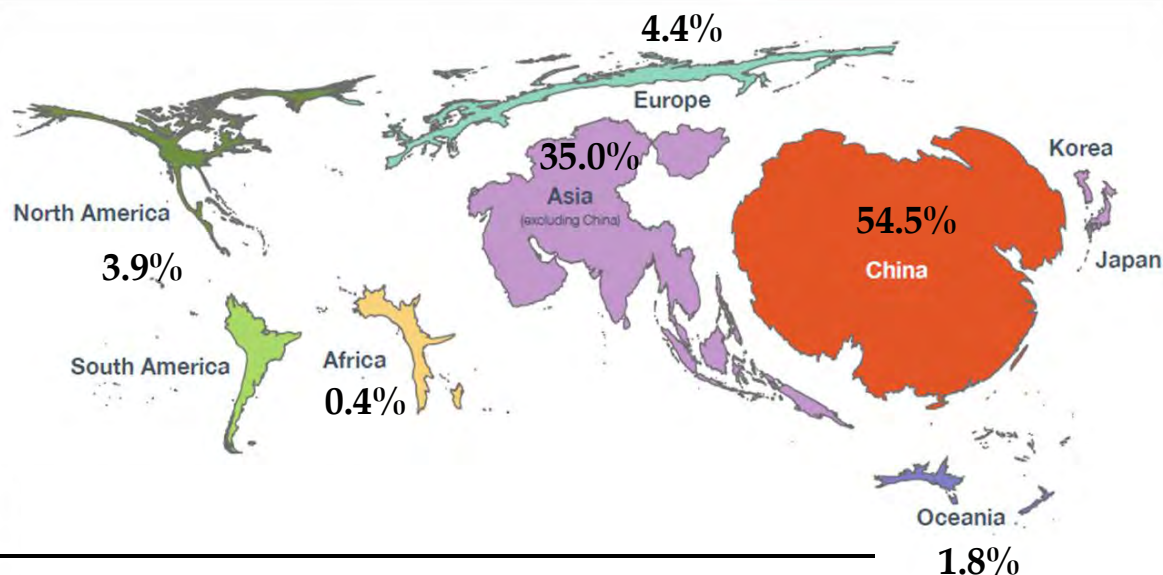 4.4%
Europe
35.0%
Asia
(excluding China)
Korea
54.5%
China
Japan
North America
3.9%
South America
Africa
0.4%
Oceania
1.8%